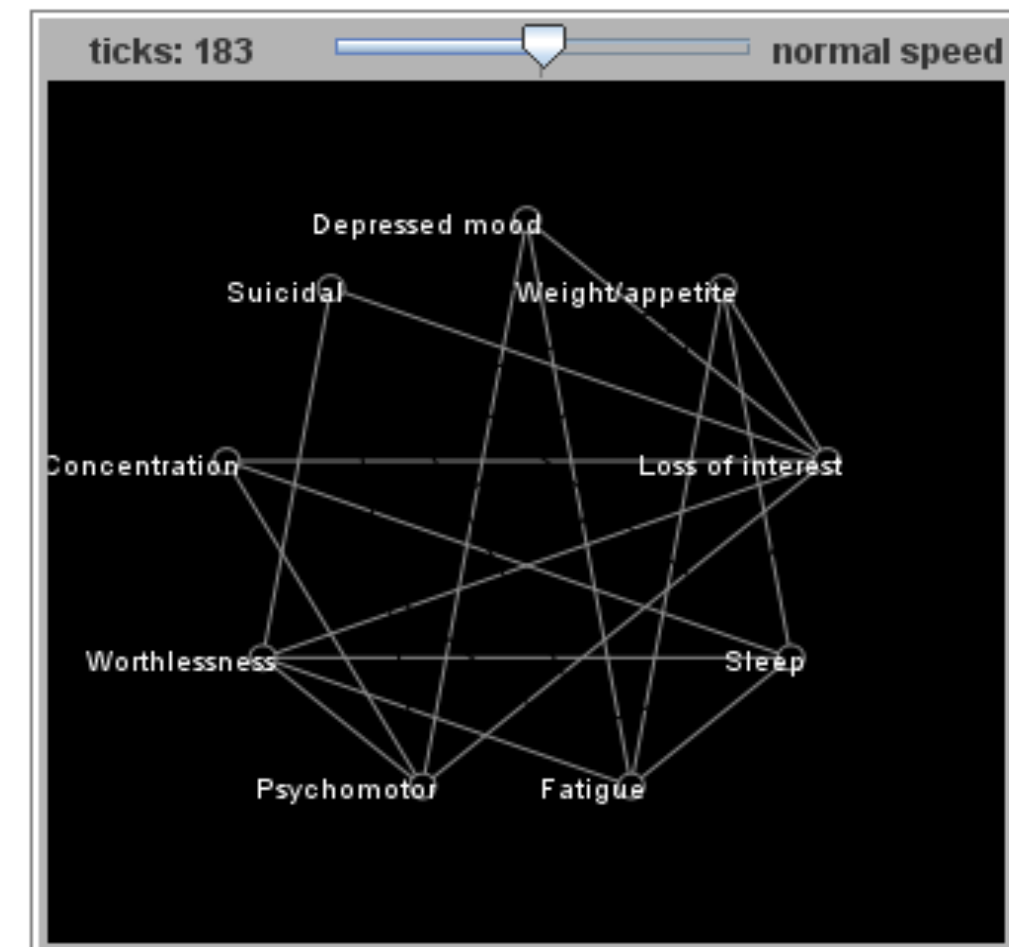 ticks: 183
normal speed
Depressed mood
Suicidal
Weight/appetite
Concentration
Loss of interest
Worthlessness
Sleep
Psychomotor
Fatigue